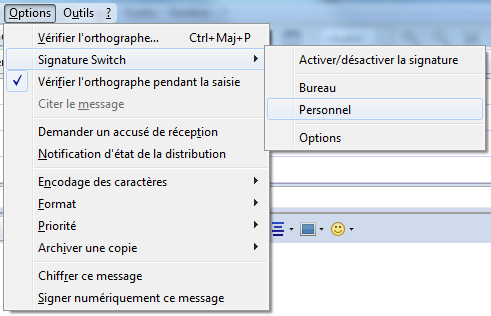 Options Outils ?
Vérifier l'orthographe... Ctrl+Maj+P
Signature Switch
Vérifier l'orthographe pendant la saisie
Citer le message
Demander un accusé de réception
Notification d'état de la distribution
Encodage des caractères
Format
Priorité
Archiver une copie
Chiffrer ce message
Signer numériquement ce message
Activer/désactiver la signature
Bureau
Personnel
Options